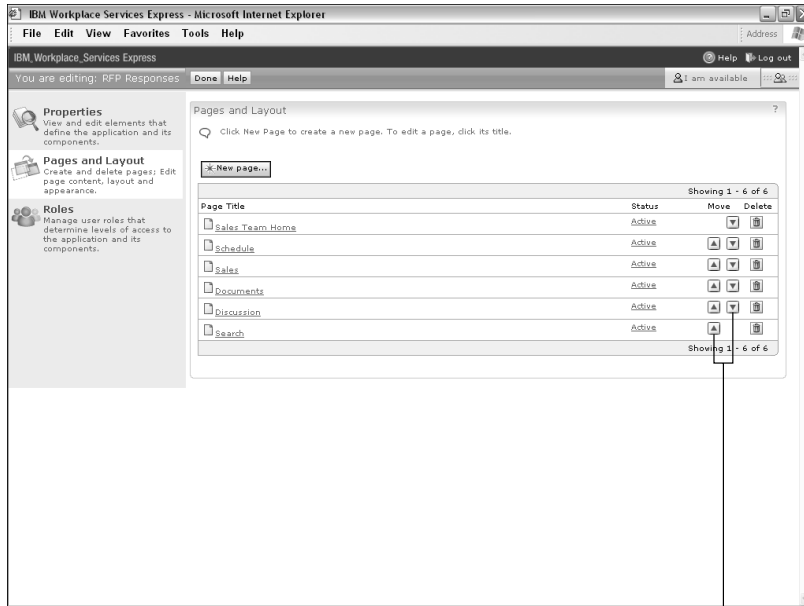 IBM Workplace Services Express - Microsoft Internet Explorer
File Edit View Favorites Tools Help
Address
IBM_Workplace_Services Express
Help Log out
You are editing: RFP Responses Done Help
I am available
Properties
View and edit elements that
define the application and its
components.
Pages and Layout
Create and delete pages; Edit
page content, layout and
appearance.
Roles
Manage user roles that
determine levels of access to
the application and its
components.
Pages and Layout ?
Click New Page to create a new page. To edit a page, click its title.
New page...
Showing 1 - 6 of 6
Page Title Status Move Delete
Sales Team Home Active
Schedule Active
Sales Active
Documents Active
Discussion Active
Search Active
Showing 1 - 6 of 6